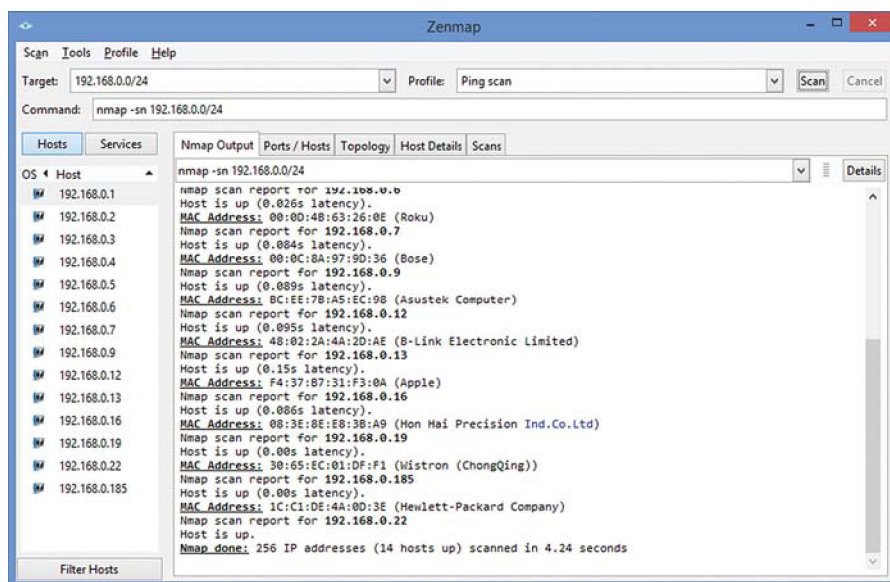 Zenmap
Scan Tools Profile Help
Target: 192.168.0.0/24 Profile: Ping scan Scan Cancel
Command: nmap -sn 192.168.0.0/24
Hosts Services
Nmap Output Ports / Hosts Topology Host Details Scans
OS Host
192.168.0.1
192.168.0.2
192.168.0.3
192.168.0.4
192.168.0.5
192.168.0.6
192.168.0.7
192.168.0.9
192.168.0.12
192.168.0.13
192.168.0.16
192.168.0.19
192.168.0.22
192.168.0.185
Filter Hosts
nmap -sn 192.168.0.0/24 Details
Nmap scan report for 192.168.0.6
Host is up (0.026s latency).
MAC Address: 00:0D:4B:63:26:0E (Roku)
Nmap scan report for 192.168.0.7
Host is up (0.084s latency).
MAC Address: 00:0C:8A:97:9D:36 (Bose)
Nmap scan report for 192.168.0.9
Host is up (0.089s latency).
MAC Address: BC:EE:7B:A5:EC:98 (Asustek Computer)
Nmap scan report for 192.168.0.12
Host is up (0.095s latency).
MAC Address: 48:02:2A:4A:2D:AE (B-Link Electronic Limited)
Nmap scan report for 192.168.0.13
Host is up (0.15s latency).
MAC Address: F4:37:B7:31:F3:0A (Apple)
Nmap scan report for 192.168.0.16
Host is up (0.086s latency).
MAC Address: 08:3E:8E:E8:3B:A9 (Hon Hai Precision Ind.Co.Ltd)
Nmap scan report for 192.168.0.19
Host is up (0.00s latency).
MAC Address: 30:65:EC:01:DF:F1 (Wistron (ChongQing))
Nmap scan report for 192.168.0.185
Host is up (0.00s latency).
MAC Address: 1C:C1:DE:4A:0D:3E (Hewlett-Packard Company)
Nmap scan report for 192.168.0.22
Host is up.
Nmap done: 256 IP addresses (14 hosts up) scanned in 4.24 seconds